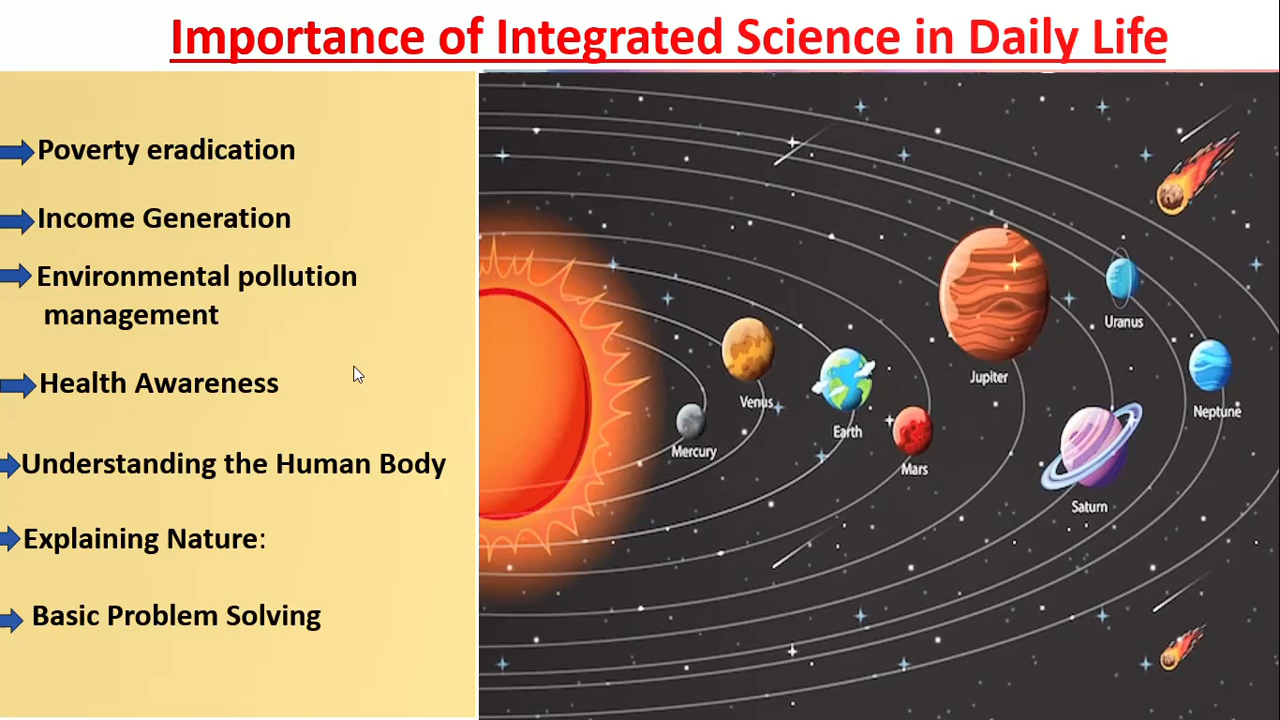 Importance of Integrated Science in Daily Life
Poverty eradication
Income Generation
Environmental pollution
management
Health Awareness
Understanding the Human Body
Explaining Nature:
Basic Problem Solving
Mercury
Venus
Earth
Mars
Jupiter
Saturn
Uranus
Neptune